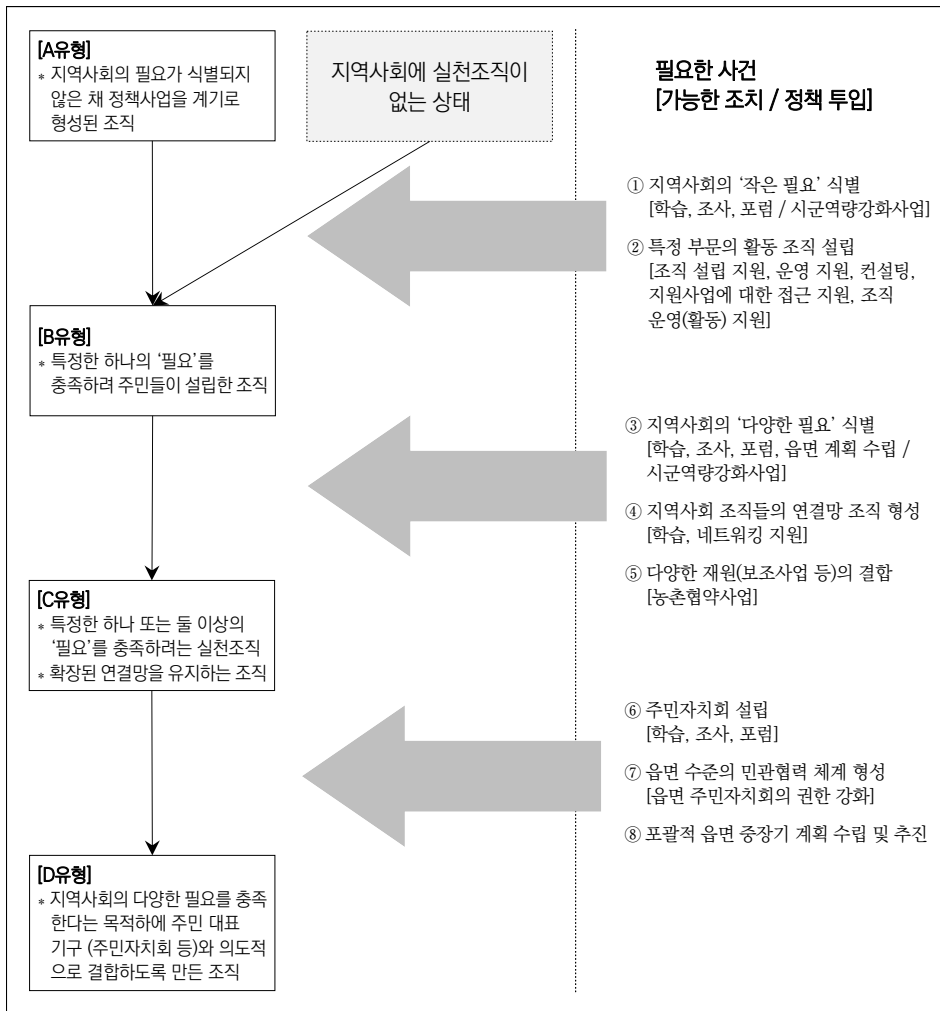 [A유형]
* 지역사회의 필요가 식별되지
않은 채 정책사업을 계기로
형성된 조직
지역사회에 실천조직이
없는 상태
필요한 사건
[가능한 조치 / 정책 투입]
① 지역사회의 ‘작은 필요’ 식별
[학습, 조사, 포럼 / 시군역량강화사업]
② 특정 부문의 활동 조직 설립
[조직 설립 지원, 운영 지원, 컨설팅,
지원사업에 대한 접근 지원, 조직
운영(활동) 지원]
[B유형]
* 특정한 하나의 ‘필요’를
충족하려 주민들이 설립한 조직
③ 지역사회의 ‘다양한 필요’ 식별
[학습, 조사, 포럼, 읍면 계획 수립 /
시군역량강화사업]
④ 지역사회 조직들의 연결망 조직 형성
[학습, 네트워킹 지원]
⑤ 다양한 재원(보조사업 등)의 결합
[농촌협약사업]
[C유형]
* 특정한 하나 또는 둘 이상의
‘필요’를 충족하려는 실천조직
* 확장된 연결망을 유지하는 조직
⑥ 주민자치회 설립
[학습, 조사, 포럼]
⑦ 읍면 수준의 민관협력 체계 형성
[읍면 주민자치회의 권한 강화]
⑧ 포괄적 읍면 중장기 계획 수립 및 추진
[D유형]
* 지역사회의 다양한 필요를 충족
한다는 목적하에 주민 대표
기구 (주민자치회 등)와 의도적
으로 결합하도록 만든 조직